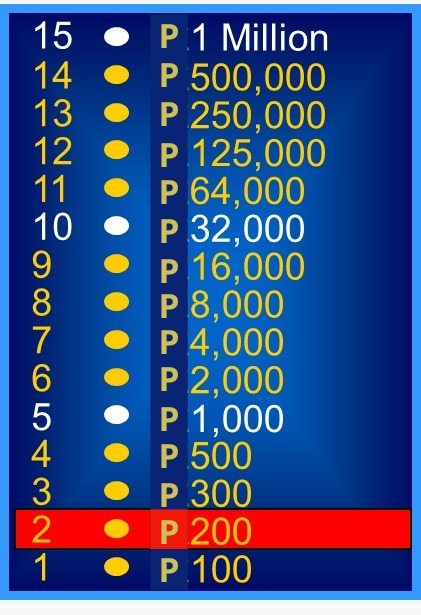 15 P 1 Million
14 P 500,000
13 P 250,000
12 P 125,000
11 P 64,000
10 P 32,000
9 P 16,000
8 P 8,000
7 P 4,000
6 P 2,000
5 P 1,000
4 P 500
3 P 300
2 P 200
1 P 100